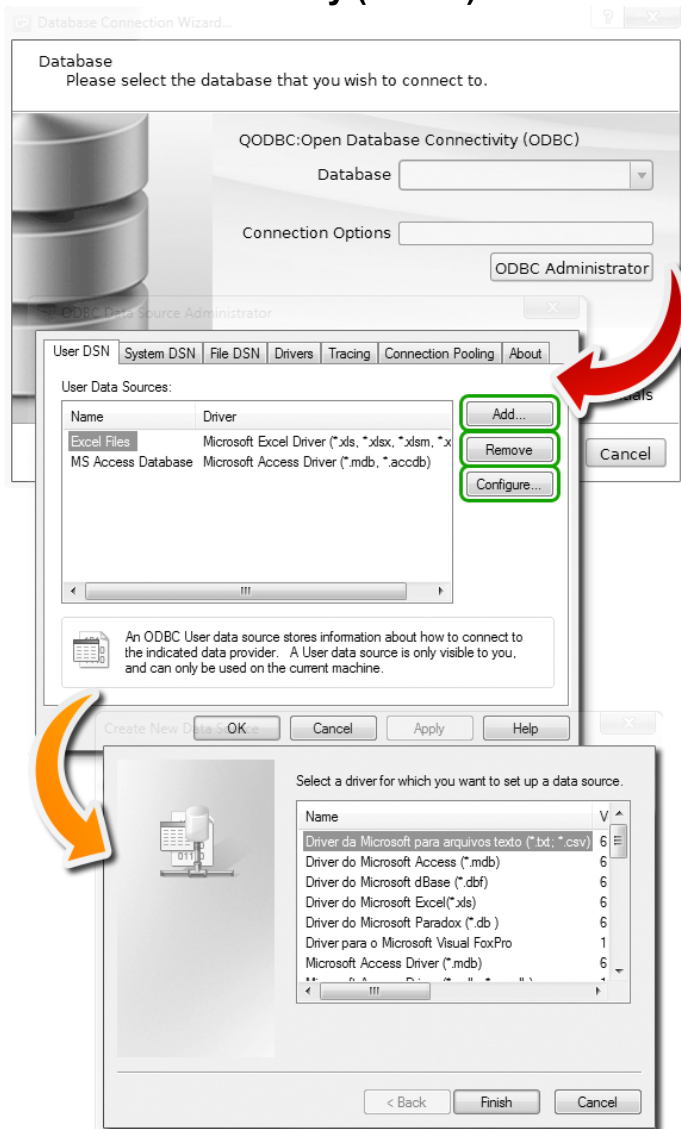 Database Connection Wizard...
Database
Please select the database that you wish to connect to.
QODBC:Open Database Connectivity (ODBC)
Database
Connection Options
ODBC Administrator
ODBC Data Source Administrator
User DSN System DSN File DSN Drivers Tracing Connection Pooling About
User Data Sources:
Name Driver
Add...
Excel Files Microsoft Excel Driver (*.xls, *.xlsx, *.xlsm, *.x
Remove
Cancel
MS Access Database Microsoft Access Driver (*.mdb, *.accdb)
Configure...
An ODBC User data source stores information about how to connect to
the indicated data provider. A User data source is only visible to you,
and can only be used on the current machine.
OK Cancel Apply Help
Create New Data Source
Select a driver for which you want to set up a data source.
Name V
Driver da Microsoft para arquivos texto (*.txt; *.csv) 6
Driver do Microsoft Access (*.mdb) 6
Driver do Microsoft dBase (*.dbf) 6
Driver do Microsoft Excel(*.xls) 6
Driver do Microsoft Paradox (*.db ) 6
Driver para o Microsoft Visual FoxPro 1
Microsoft Access Driver (*.mdb) 6
< Back Finish Cancel